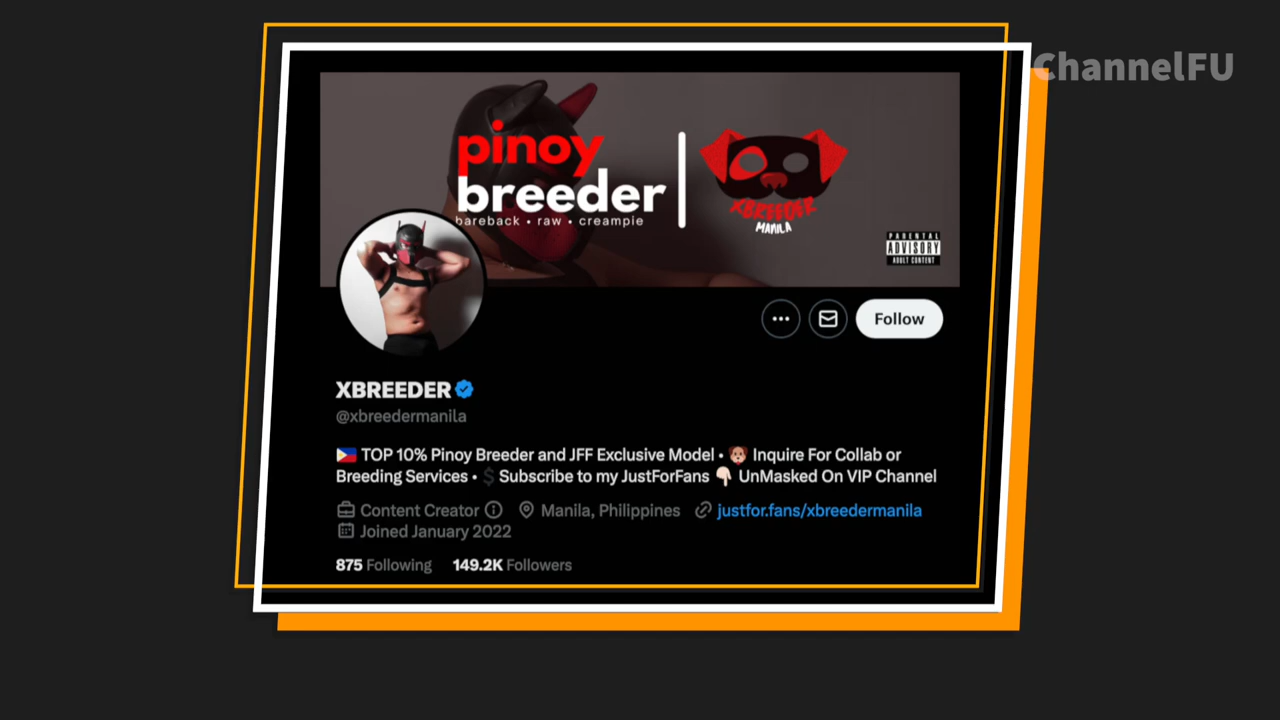 ChannelFU
pinoy
breeder
bareback • raw • creampie
XBREEDER
MANILA
PARENTAL
ADVISORY
ADULT CONTENT
Follow
XBREEDER
@xbreedermanila
🇵🇭 TOP 10% Pinoy Breeder and JFF Exclusive Model • 🐶 Inquire For Collab or
Breeding Services • 💲 Subscribe to my JustForFans 👇🏻 UnMasked On VIP Channel
Content Creator Manila, Philippines justfor.fans/xbreedermanila
Joined January 2022
875 Following 149.2K Followers